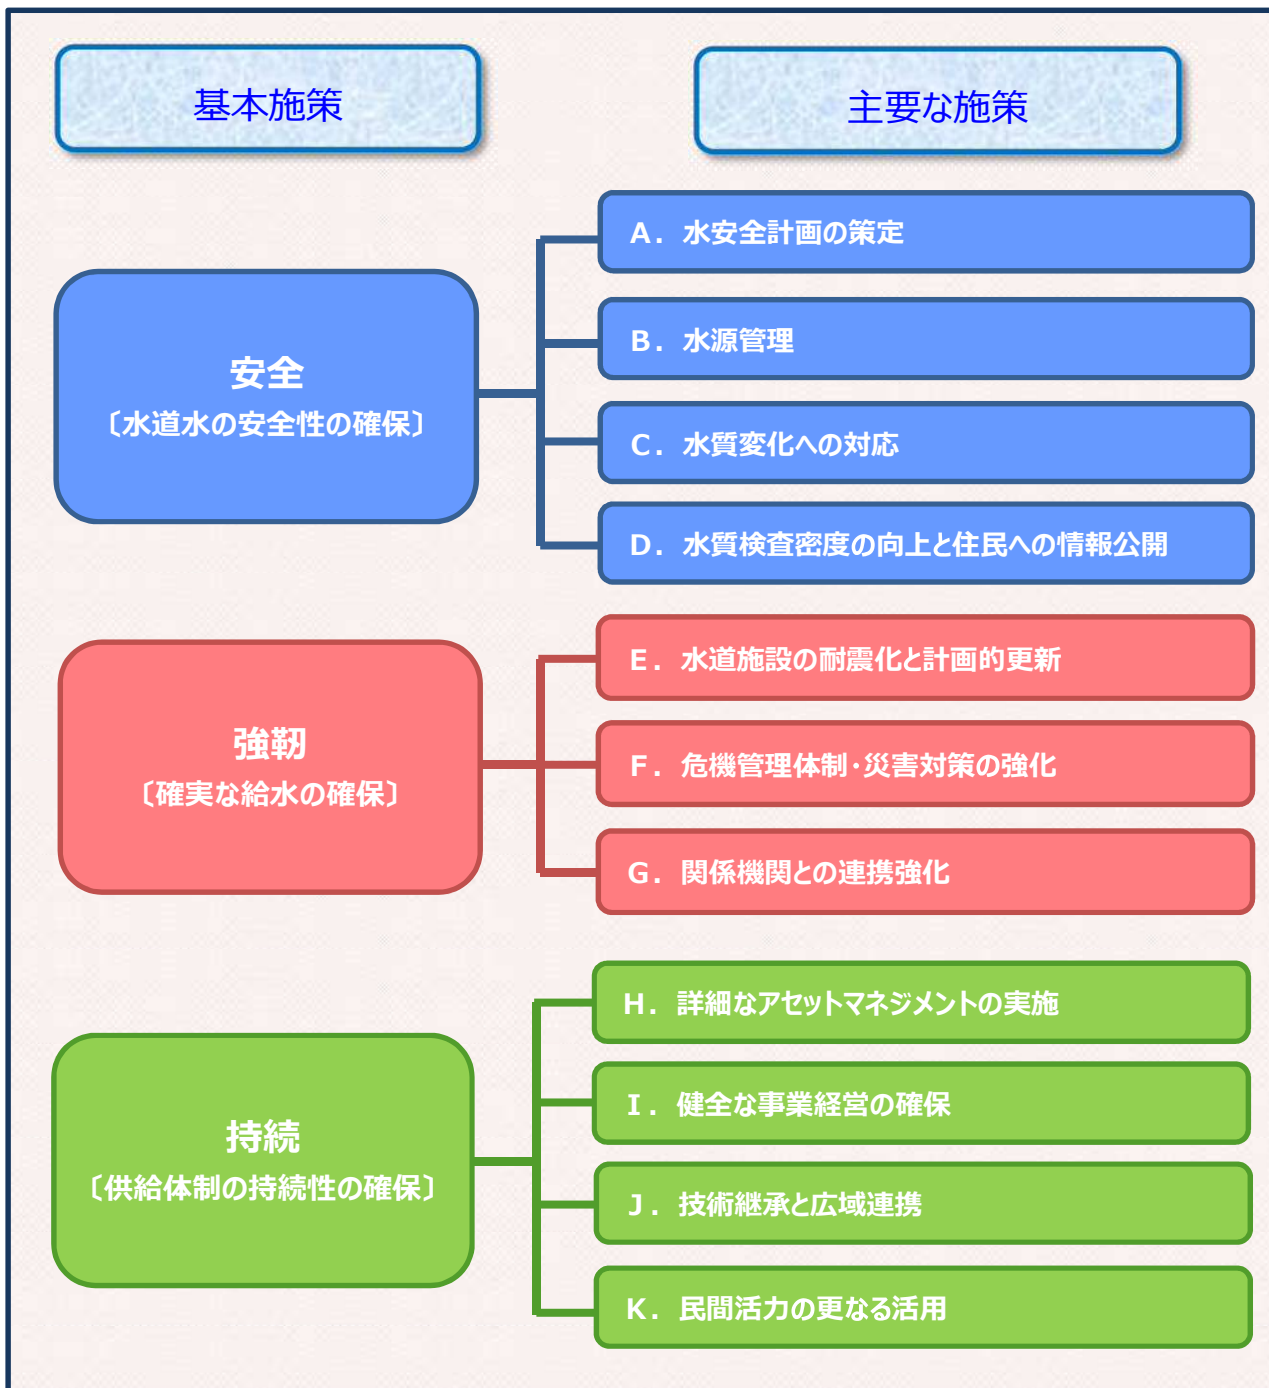 基本施策
主要な施策
安全
〔水道水の安全性の確保〕
A. 水安全計画の策定
B. 水源管理
C. 水質変化への対応
D. 水質検査密度の向上と住民への情報公開
強靭
〔確実な給水の確保〕
E. 水道施設の耐震化と計画的更新
F. 危機管理体制・災害対策の強化
G. 関係機関との連携強化
持続
〔供給体制の持続性の確保〕
H. 詳細なアセットマネジメントの実施
I. 健全な事業経営の確保
J. 技術継承と広域連携
K. 民間活力の更なる活用